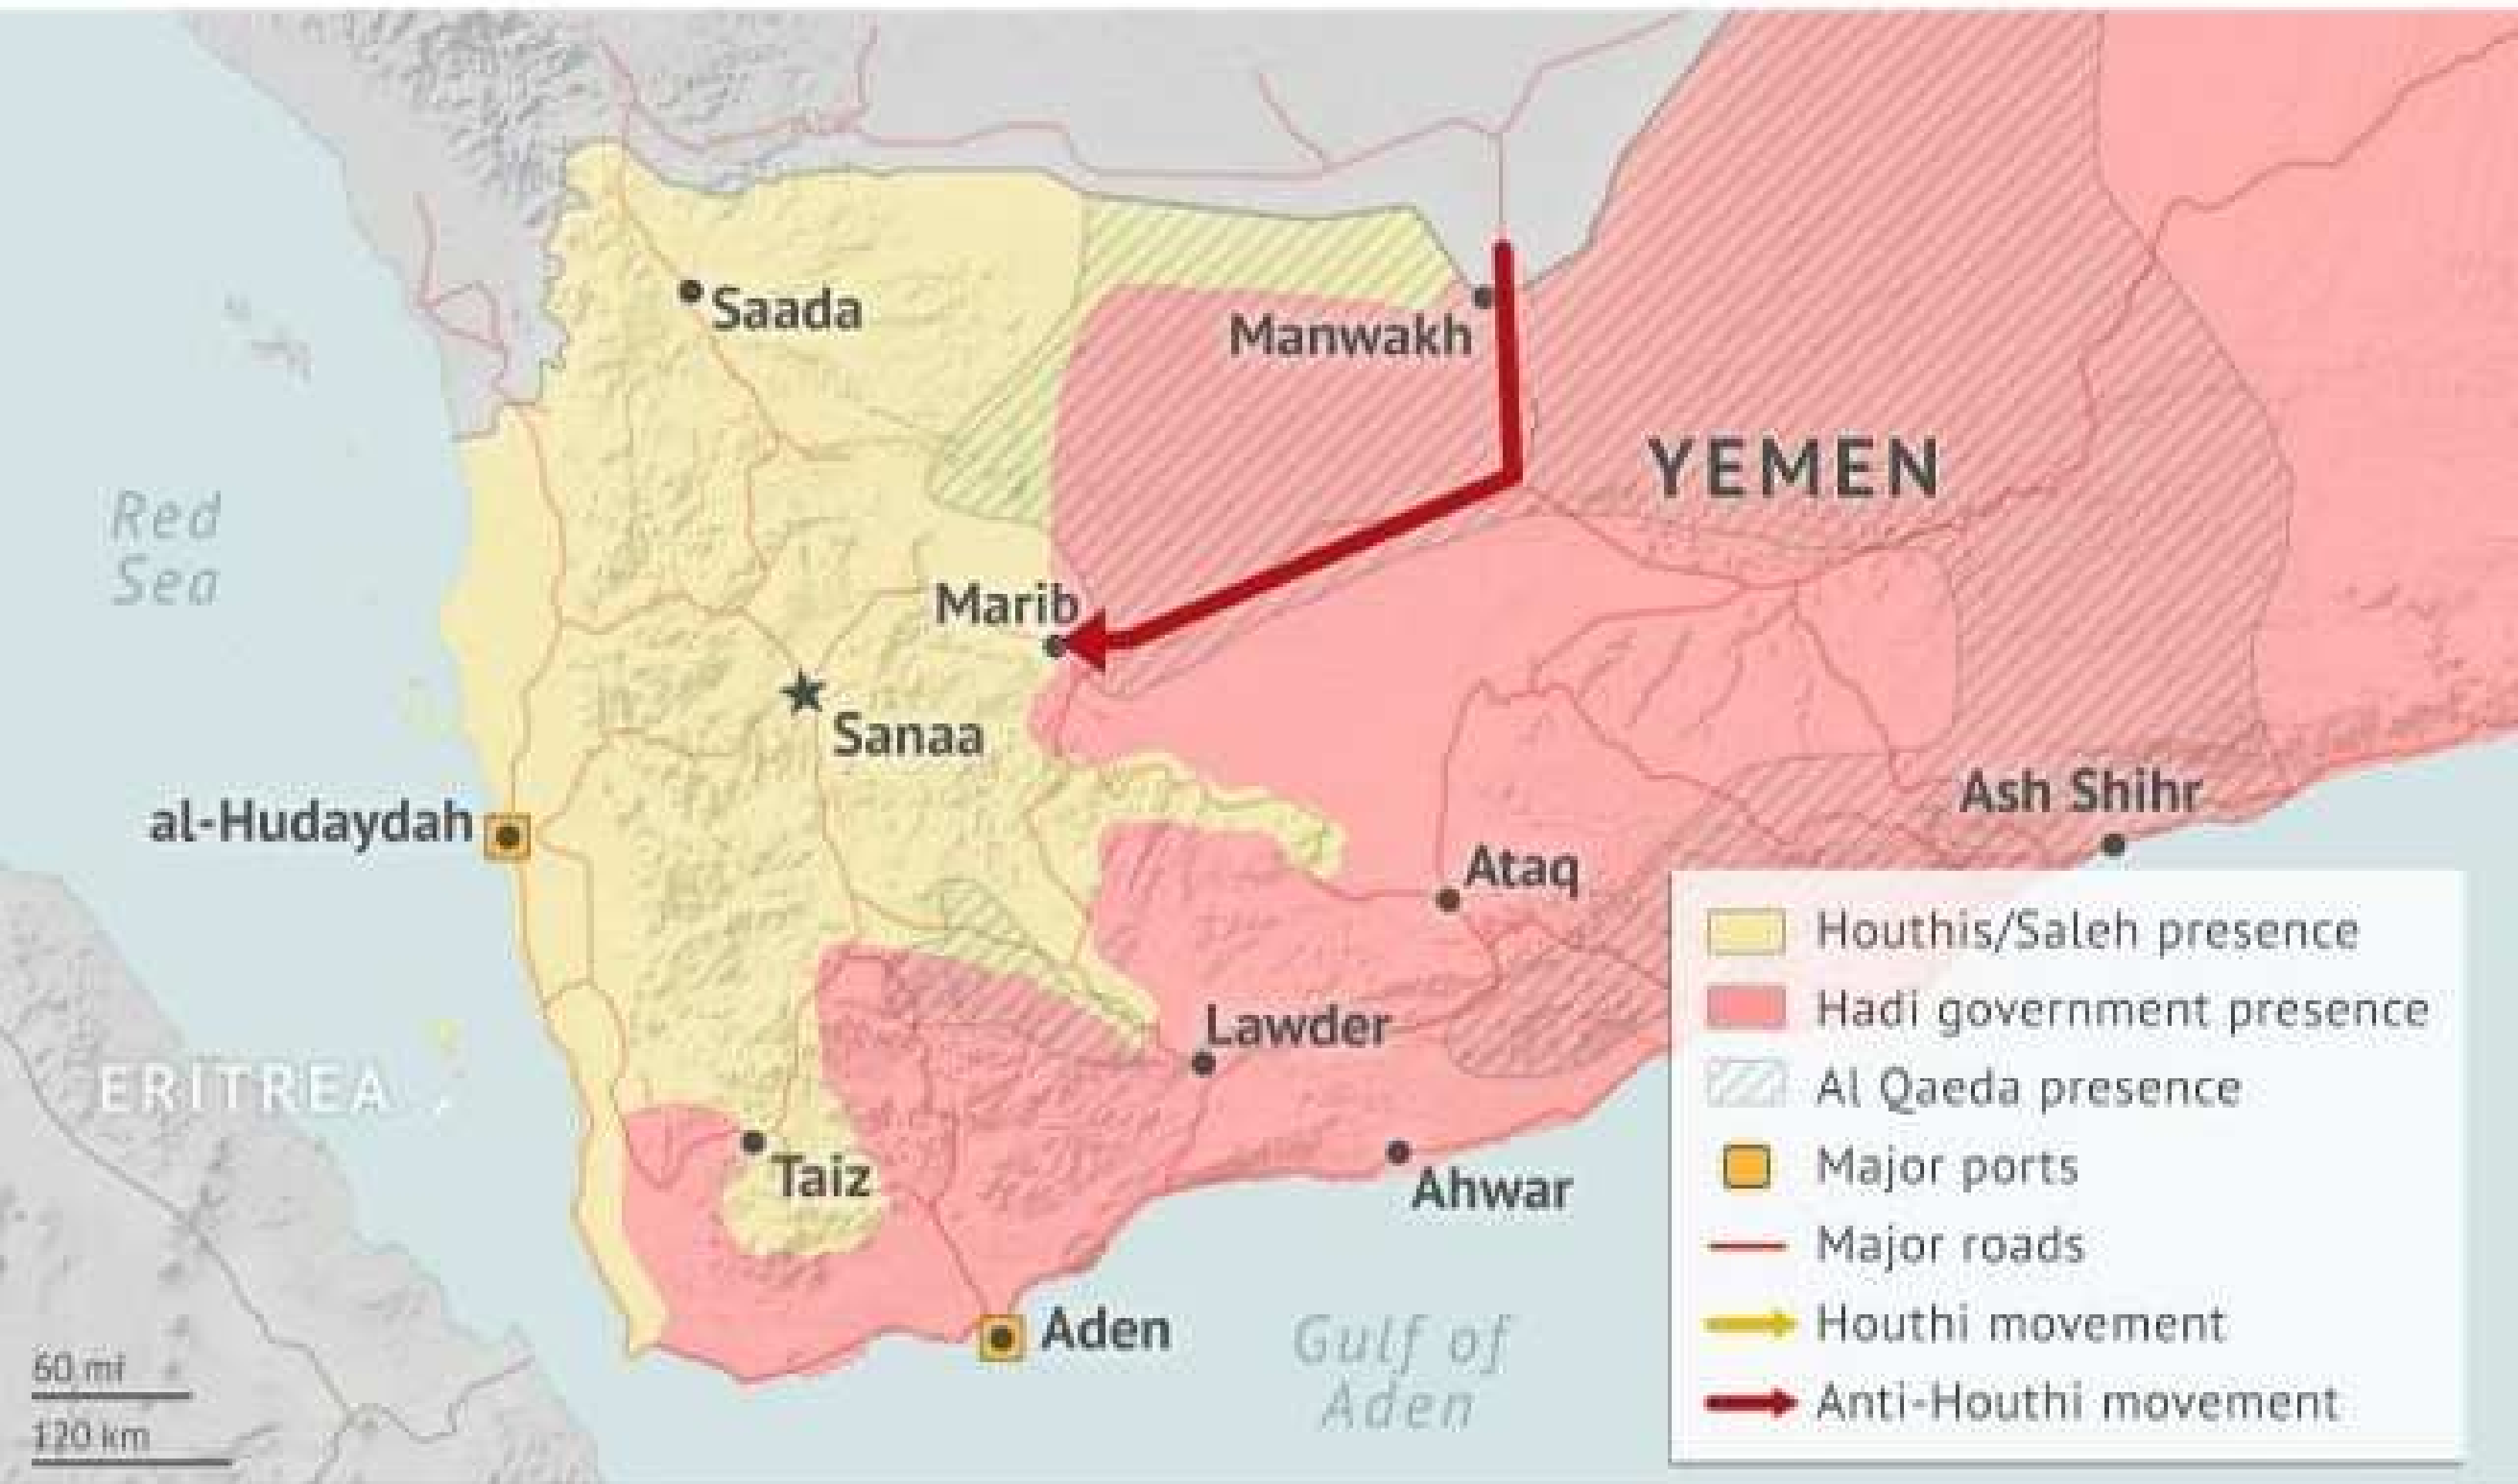 Saada
Manwakh
YEMEN
Red
Sea
Marib
Sanaa
al-Hudaydah
Ash Shihr
Ataq
Lawder
ERITREA
Taiz
Ahwar
Aden
Gulf of
Aden
60 mi
120 km
Houthis/Saleh presence
Hadi government presence
Al Qaeda presence
Major ports
Major roads
Houthi movement
Anti-Houthi movement